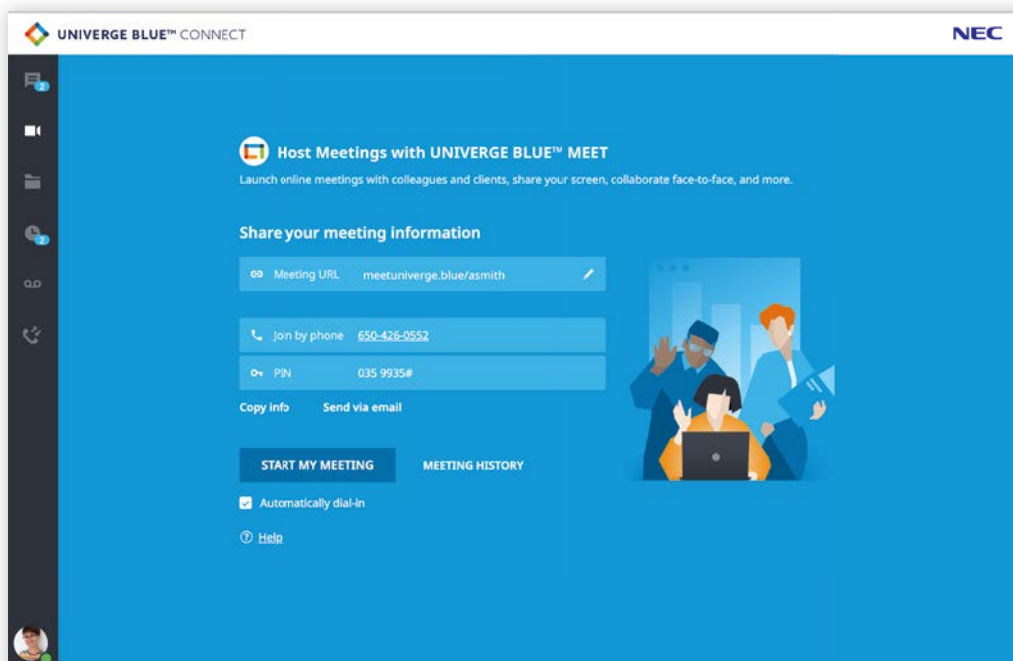 UNIVERGE BLUE™ CONNECT
NEC
2
Host Meetings with UNIVERGE BLUE™ MEET
Launch online meetings with colleagues and clients, share your screen, collaborate face-to-face, and more.
Share your meeting information
Meeting URL meetuniverge.blue/asmith
2
Join by phone 650-426-0552
PIN 035 9935#
Copy info Send via email
START MY MEETING MEETING HISTORY
Automatically dial-in
Help